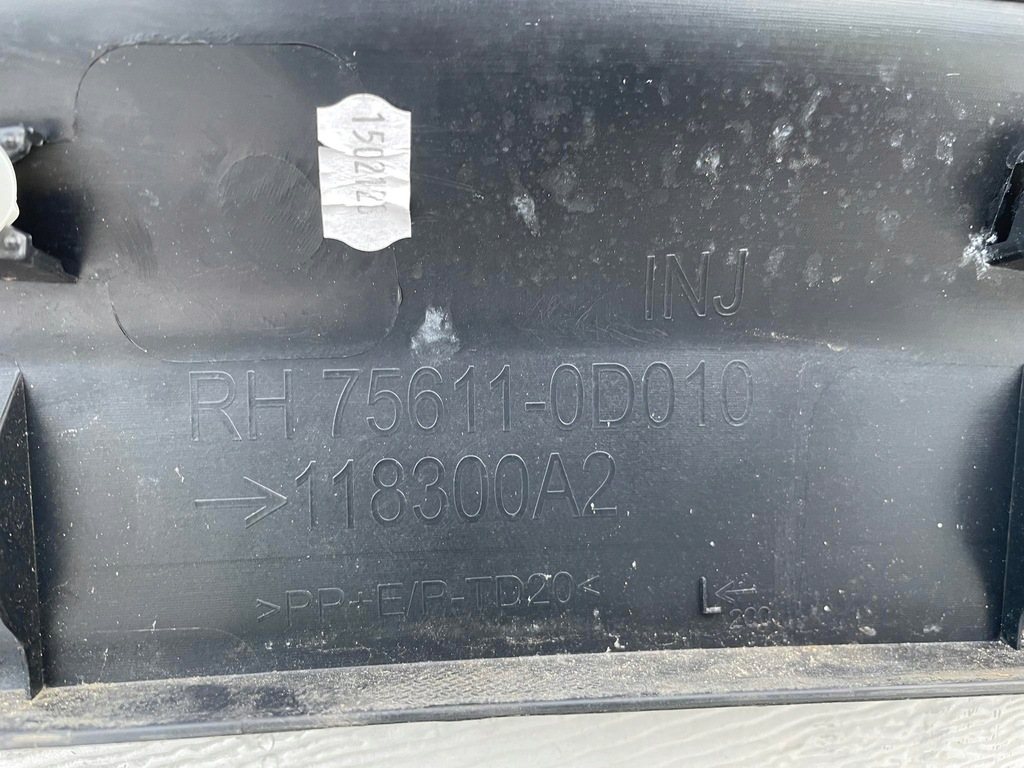 INJ
RH 75611-0D010
→118300A2
>PP+E/P-TD20<
L←